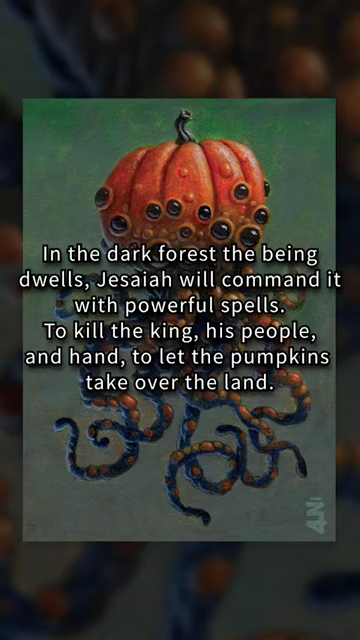 In the dark forest the being
dwells, Jesaiah will command it
with powerful spells.
To kill the king, his people,
and hand, to let the pumpkins
take over the land.